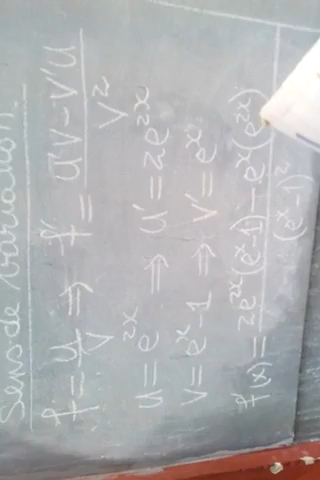 Sens de variation.
f = u/v ⇒ f' = u'v - v'u / v²
u = e^{2x} ⇒ u' = 2e^{2x}
v = e^x - 1 ⇒ v' = e^x
f'(x) = 2e^{2x}(e^x - 1) - e^x(e^{2x}) / (e^x - 1)²